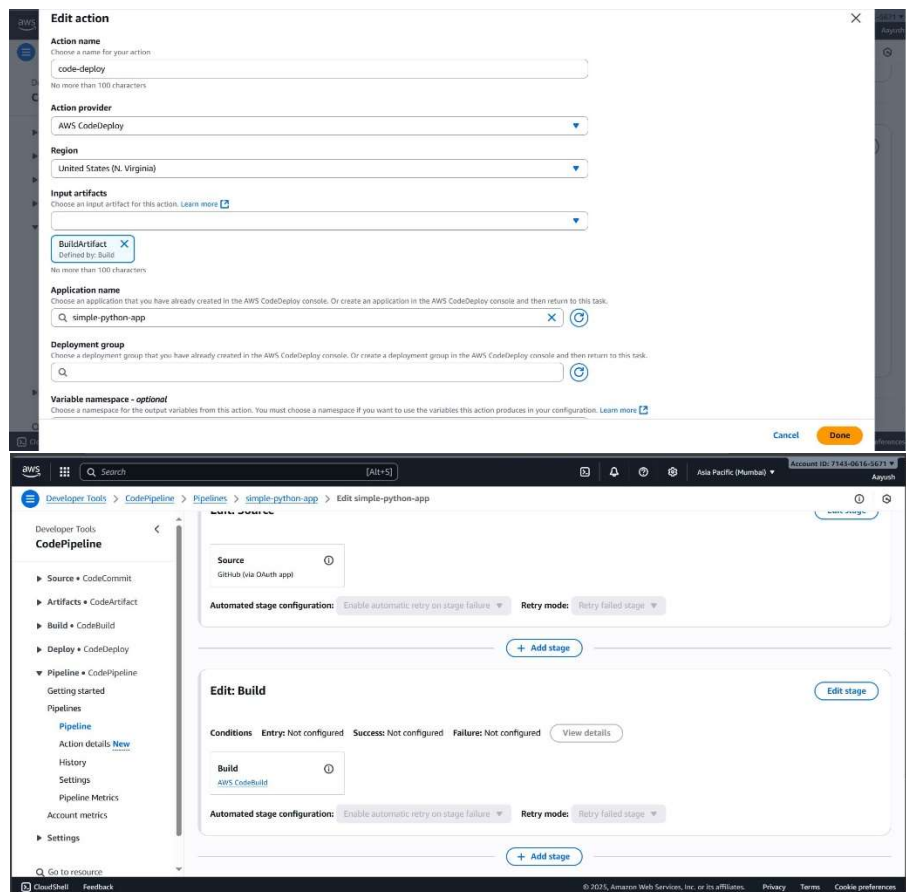 Edit action
Action name
Choose a name for your action
code-deploy
No more than 100 characters
Action provider
AWS CodeDeploy
Region
United States (N. Virginia)
Input artifacts
Choose an input artifact for this action. Learn more
BuildArtifact
Defined by: Build
No more than 100 characters
Application name
Choose an application that you have already created in the AWS CodeDeploy console. Or create an application in the AWS CodeDeploy console and then return to this task.
simple-python-app
Deployment group
Choose a deployment group that you have already created in the AWS CodeDeploy console. Or create a deployment group in the AWS CodeDeploy console and then return to this task.
Variable namespace - optional
Choose a namespace for the output variables from this action. You must choose a namespace if you want to use the variables this action produces in your configuration. Learn more
Cancel Done
aws Search [Alt+S] Asia Pacific (Mumbai) Account ID: 7143-0616-5671
Aayush
Developer Tools > CodePipeline > Pipelines > simple-python-app > Edit simple-python-app
Developer Tools
CodePipeline
Source • CodeCommit
Artifacts • CodeArtifact
Build • CodeBuild
Deploy • CodeDeploy
Pipeline • CodePipeline
Getting started
Pipelines
Pipeline
Action details New
History
Settings
Pipeline Metrics
Account metrics
Settings
Go to resource
Edit: Source Edit stage
Source
GitHub (via OAuth app)
Automated stage configuration: Enable automatic retry on stage failure Retry mode: Retry failed stage
+ Add stage
Edit: Build Edit stage
Conditions Entry: Not configured Success: Not configured Failure: Not configured View details
Build
AWS CodeBuild
Automated stage configuration: Enable automatic retry on stage failure Retry mode: Retry failed stage
+ Add stage
CloudShell Feedback © 2025, Amazon Web Services, Inc. or its affiliates. Privacy Terms Cookie preferences